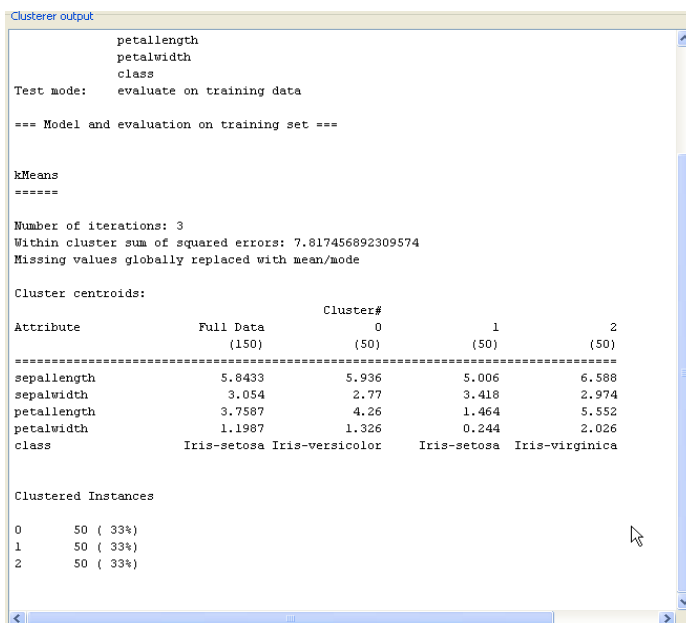 Clusterer output
petallength
petalwidth
class
Test mode: evaluate on training data
=== Model and evaluation on training set ===
kMeans
======
Number of iterations: 3
Within cluster sum of squared errors: 7.817456892309574
Missing values globally replaced with mean/mode
Cluster centroids:
Cluster#
Attribute Full Data 0 1 2
(150) (50) (50) (50)
============================================================================
sepallength 5.8433 5.936 5.006 6.588
sepalwidth 3.054 2.77 3.418 2.974
petallength 3.7587 4.26 1.464 5.552
petalwidth 1.1987 1.326 0.244 2.026
class Iris-setosa Iris-versicolor Iris-setosa Iris-virginica
Clustered Instances
0 50 ( 33%)
1 50 ( 33%)
2 50 ( 33%)